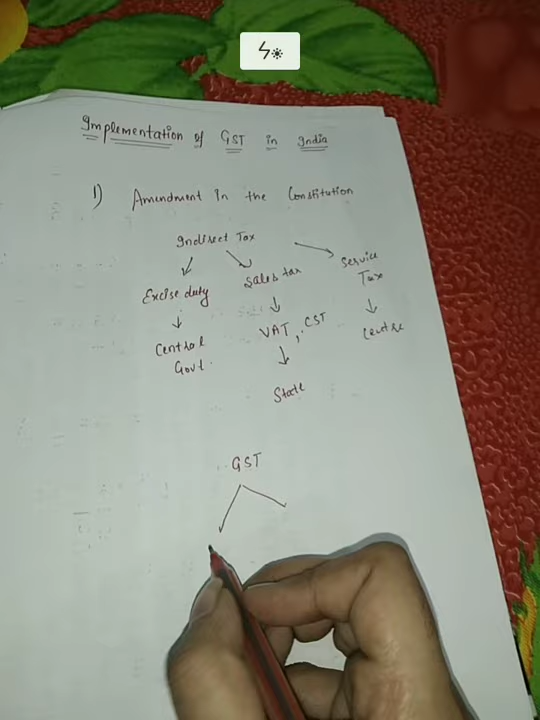 Implementation of GST in India
1) Amendment in the Constitution
Indirect Tax
Excise duty
Sales tax
Service Tax
Central Govt.
VAT, CST
Centre
State
GST